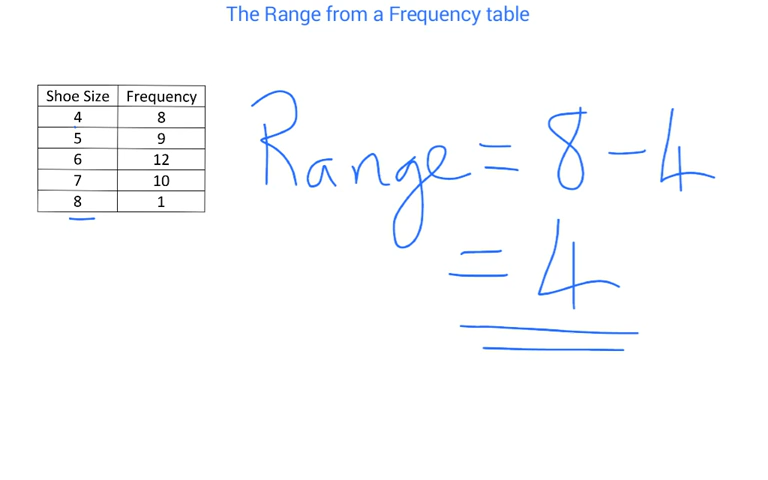 The Range from a Frequency table
Shoe Size Frequency
4 8
5 9
6 12
7 10
8 1
Range = 8 - 4
= 4